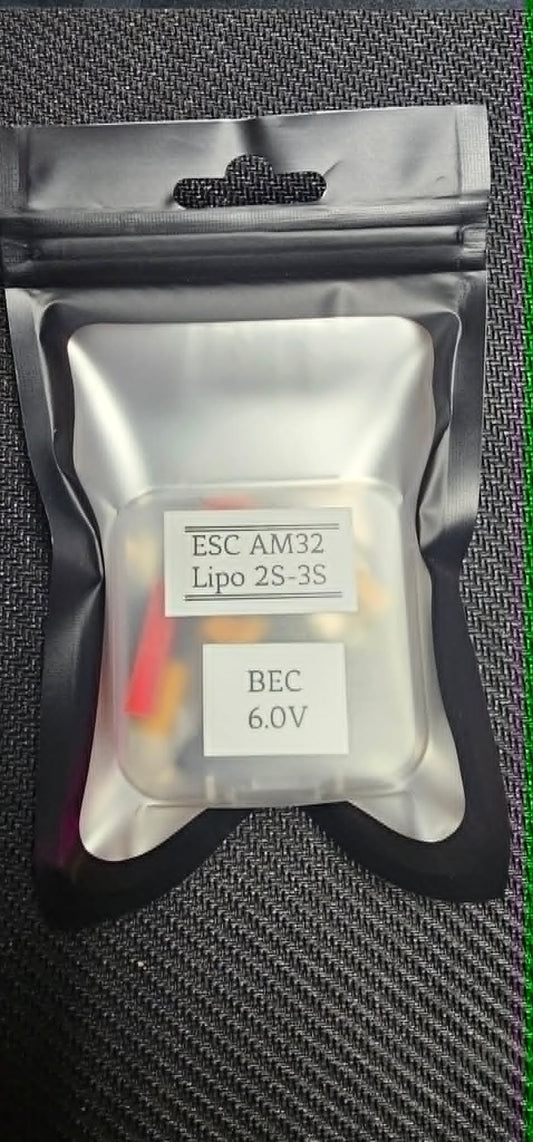 ESC AM32
Lipo 2S-3S
BEC
6.0V